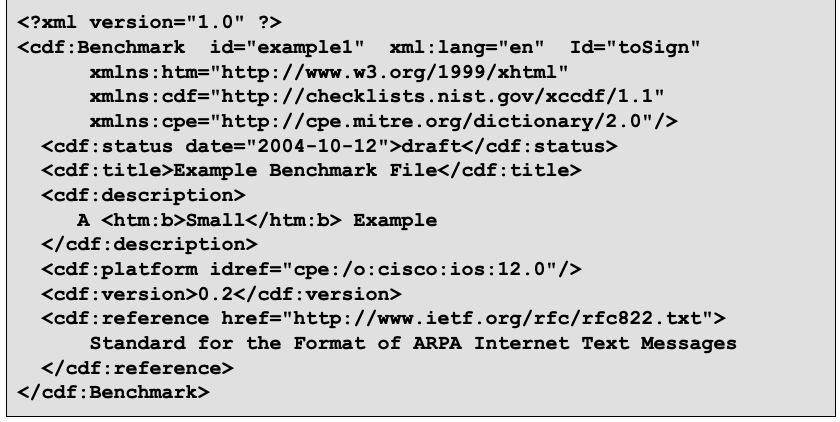 <?xml version="1.0" ?>
<cdf:Benchmark  id="example1"  xml:lang="en"  Id="toSign"
      xmlns:htm="http://www.w3.org/1999/xhtml"
      xmlns:cdf="http://checklists.nist.gov/xccdf/1.1"
      xmlns:cpe="http://cpe.mitre.org/dictionary/2.0"/>
  <cdf:status date="2004-10-12">draft</cdf:status>
  <cdf:title>Example Benchmark File</cdf:title>
  <cdf:description>
     A <htm:b>Small</htm:b> Example
  </cdf:description>
  <cdf:platform idref="cpe:/o:cisco:ios:12.0"/>
  <cdf:version>0.2</cdf:version>
  <cdf:reference href="http://www.ietf.org/rfc/rfc822.txt">
      Standard for the Format of ARPA Internet Text Messages
  </cdf:reference>
</cdf:Benchmark>